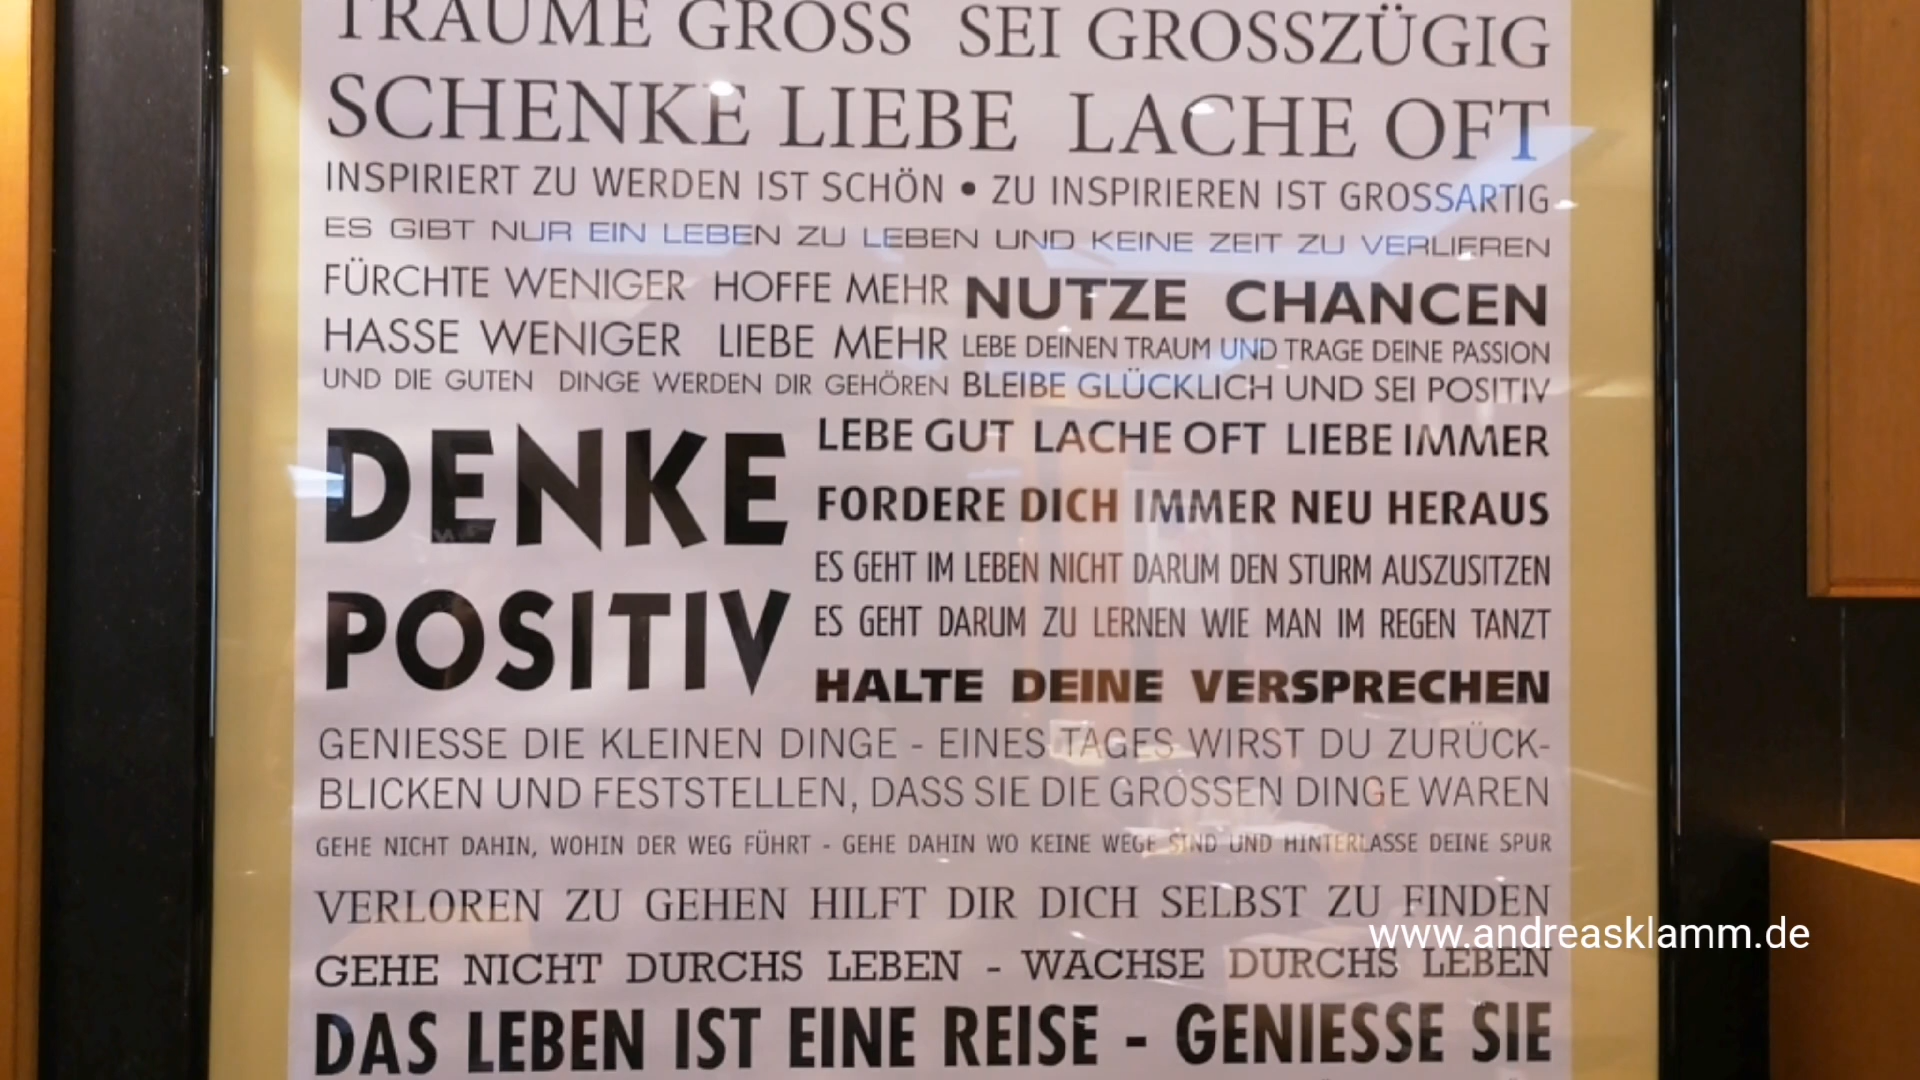 TRÄUME GROSS SEI GROSSZÜGIG
SCHENKE LIEBE LACHE OFT
INSPIRIERT ZU WERDEN IST SCHÖN • ZU INSPIRIEREN IST GROSSARTIG
ES GIBT NUR EIN LEBEN ZU LEBEN UND KEINE ZEIT ZU VERLIEREN
FÜRCHTE WENIGER HOFFE MEHR
HASSE WENIGER LIEBE MEHR
UND DIE GUTEN DINGE WERDEN DIR GEHÖREN
NUTZE CHANCEN
LEBE DEINEN TRAUM UND TRAGE DEINE PASSION
BLEIBE GLÜCKLICH UND SEI POSITIV
DENKE
POSITIV
LEBE GUT LACHE OFT LIEBE IMMER
FORDERE DICH IMMER NEU HERAUS
ES GEHT IM LEBEN NICHT DARUM DEN STURM AUSZUSITZEN
ES GEHT DARUM ZU LERNEN WIE MAN IM REGEN TANZT
HALTE DEINE VERSPRECHEN
GENIESSE DIE KLEINEN DINGE - EINES TAGES WIRST DU ZURÜCK-
BLICKEN UND FESTSTELLEN, DASS SIE DIE GROSSEN DINGE WAREN
GEHE NICHT DAHIN, WOHIN DER WEG FÜHRT - GEHE DAHIN WO KEINE WEGE SIND UND HINTERLASSE DEINE SPUR
VERLOREN ZU GEHEN HILFT DIR DICH SELBST ZU FINDEN
www.andreasklamm.de
GEHE NICHT DURCHS LEBEN - WACHSE DURCHS LEBEN
DAS LEBEN IST EINE REISE - GENIESSE SIE